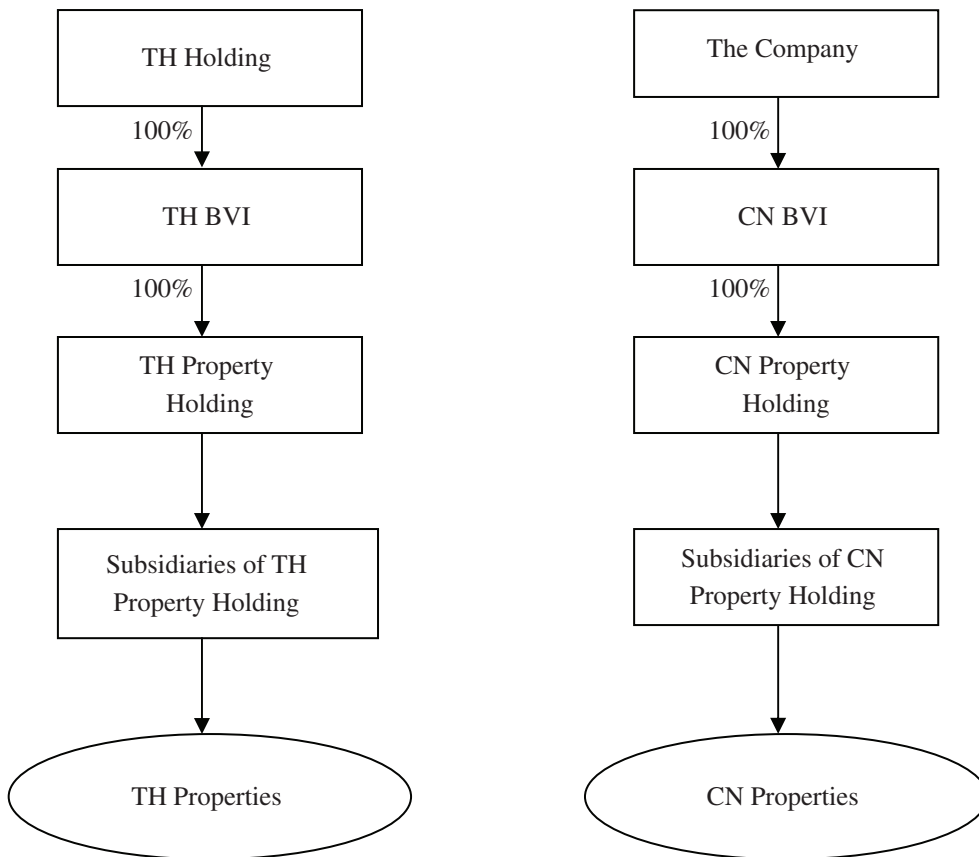 TH Holding
100%
TH BVI
100%
TH Property
Holding
Subsidiaries of TH
Property Holding
TH Properties
The Company
100%
CN BVI
100%
CN Property
Holding
Subsidiaries of CN
Property Holding
CN Properties